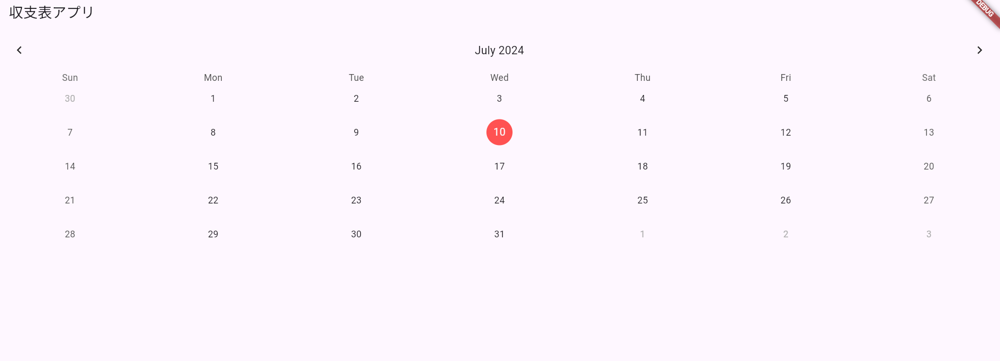 収支表アプリ
DEBUG
July 2024
Sun Mon Tue Wed Thu Fri Sat
30 1 2 3 4 5 6
7 8 9 10 11 12 13
14 15 16 17 18 19 20
21 22 23 24 25 26 27
28 29 30 31 1 2 3